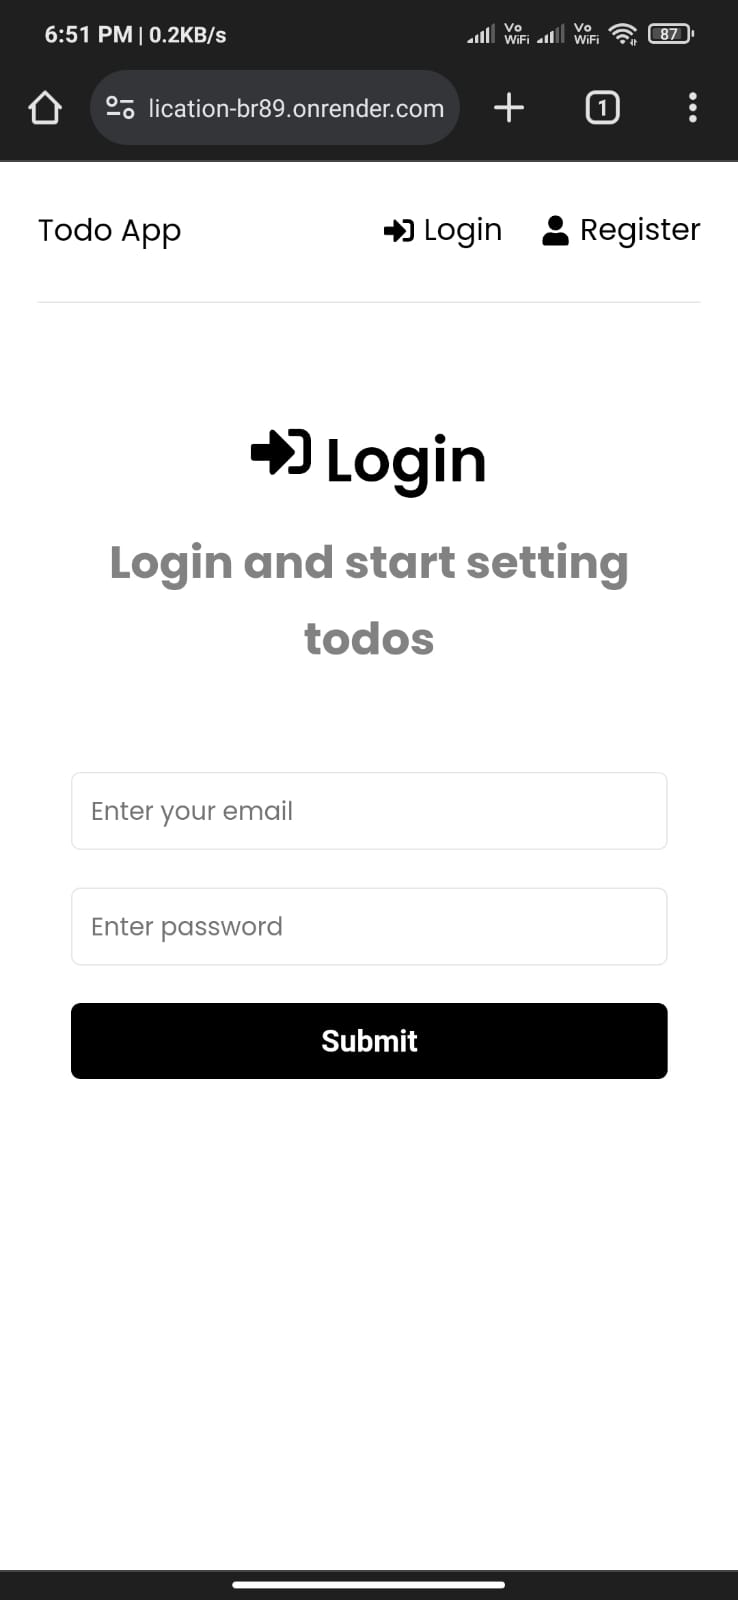 6:51 PM | 0.2KB/s
Vo WiFi Vo WiFi 87
lication-br89.onrender.com 1
Todo App Login Register
Login
Login and start setting
todos
Enter your email
Enter password
Submit